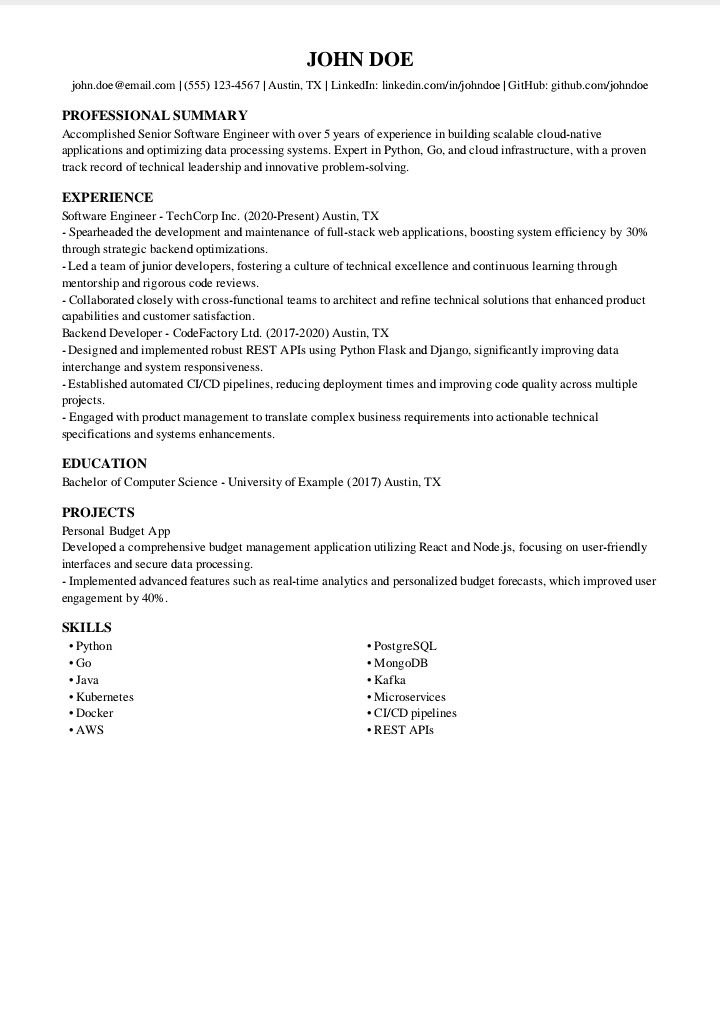 JOHN DOE
john.doe@email.com | (555) 123-4567 | Austin, TX | LinkedIn: linkedin.com/in/johndoe | GitHub: github.com/johndoe
PROFESSIONAL SUMMARY
Accomplished Senior Software Engineer with over 5 years of experience in building scalable cloud-native
applications and optimizing data processing systems. Expert in Python, Go, and cloud infrastructure, with a proven
track record of technical leadership and innovative problem-solving.
EXPERIENCE
Software Engineer - TechCorp Inc. (2020-Present) Austin, TX
- Spearheaded the development and maintenance of full-stack web applications, boosting system efficiency by 30%
through strategic backend optimizations.
- Led a team of junior developers, fostering a culture of technical excellence and continuous learning through
mentorship and rigorous code reviews.
- Collaborated closely with cross-functional teams to architect and refine technical solutions that enhanced product
capabilities and customer satisfaction.
Backend Developer - CodeFactory Ltd. (2017-2020) Austin, TX
- Designed and implemented robust REST APIs using Python Flask and Django, significantly improving data
interchange and system responsiveness.
- Established automated CI/CD pipelines, reducing deployment times and improving code quality across multiple
projects.
- Engaged with product management to translate complex business requirements into actionable technical
specifications and systems enhancements.
EDUCATION
Bachelor of Computer Science - University of Example (2017) Austin, TX
PROJECTS
Personal Budget App
Developed a comprehensive budget management application utilizing React and Node.js, focusing on user-friendly
interfaces and secure data processing.
- Implemented advanced features such as real-time analytics and personalized budget forecasts, which improved user
engagement by 40%.
SKILLS
• Python
• Go
• Java
• Kubernetes
• Docker
• AWS
• PostgreSQL
• MongoDB
• Kafka
• Microservices
• CI/CD pipelines
• REST APIs